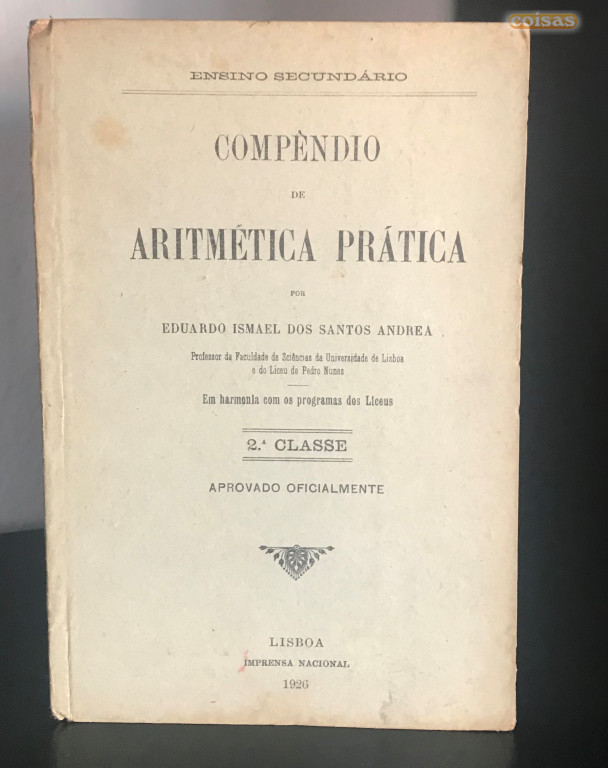 coisas
ENSINO SECUNDÁRIO
COMPÈNDIO
DE
ARITMÉTICA PRÁTICA
POR
EDUARDO ISMAEL DOS SANTOS ANDREA
Professor da Faculdade de Sciências da Universidade de Lisboa
e do Liceu de Pedro Nunes
Em harmonia com os programas dos Liceus
2.ª CLASSE
APROVADO OFICIALMENTE
LISBOA
IMPRENSA NACIONAL
1926